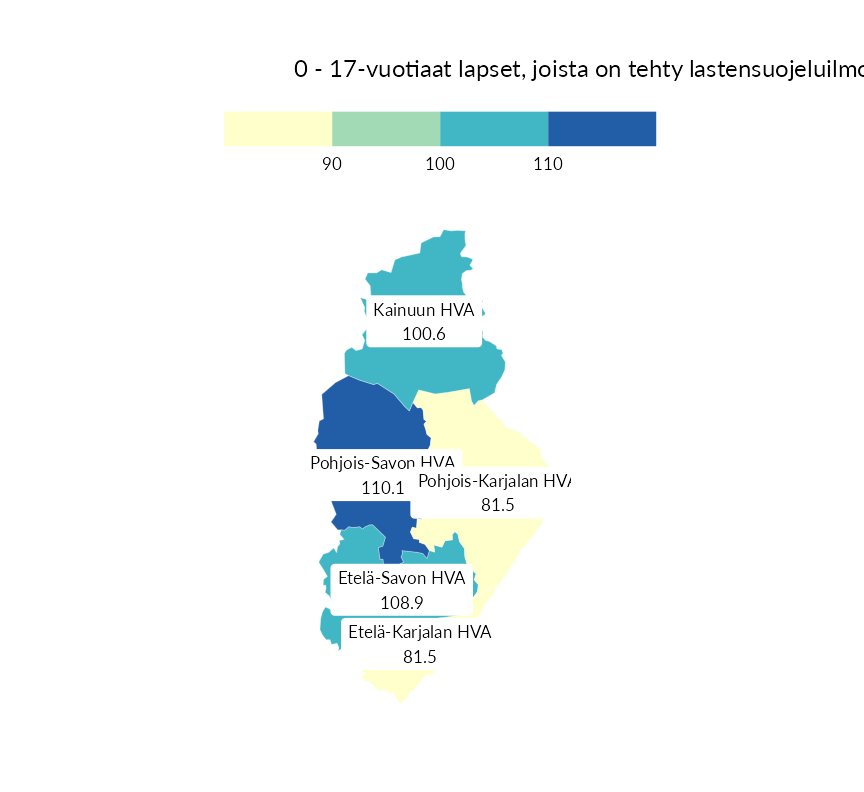 0 - 17-vuotiaat lapset, joista on tehty lastensuojeluilmo
90 100 110
Kainuun HVA
100.6
Pohjois-Savon HVA
110.1
Pohjois-Karjalan HVA
81.5
Etelä-Savon HVA
108.9
Etelä-Karjalan HVA
81.5